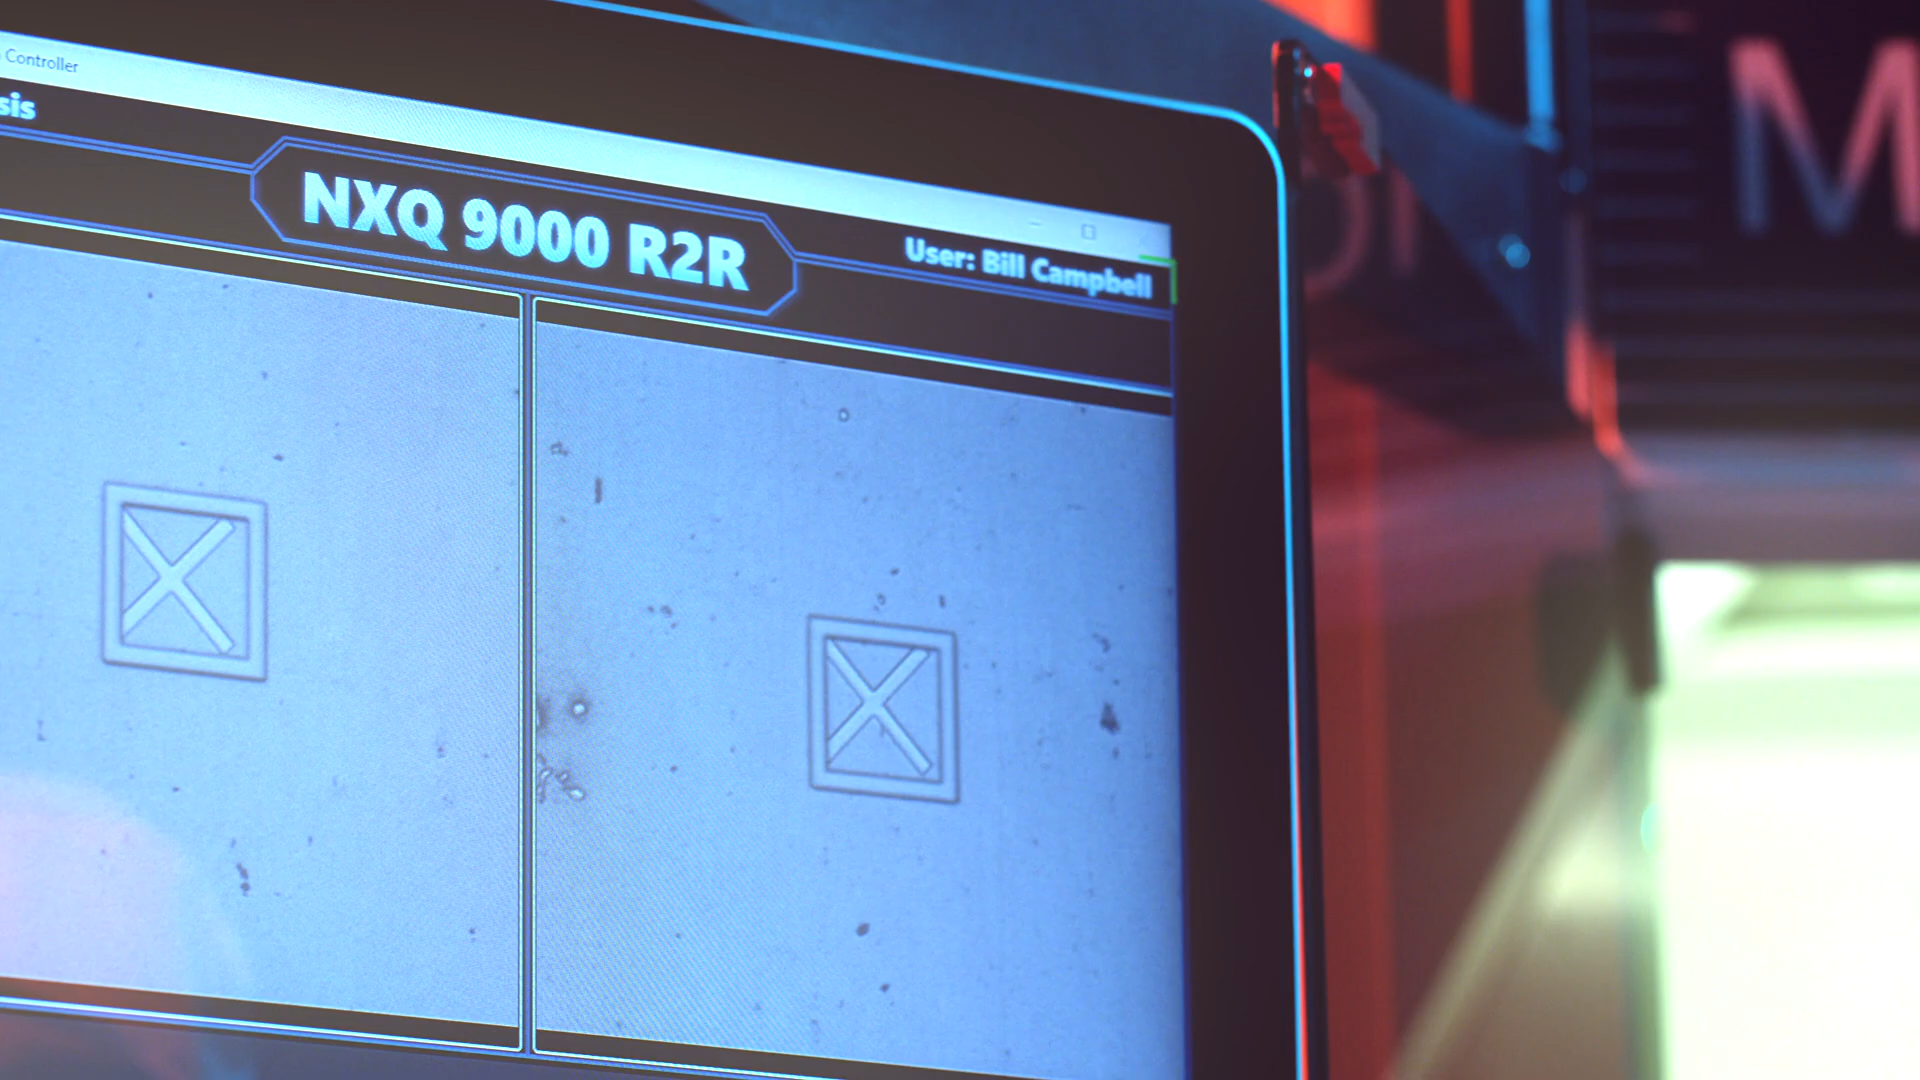 Controller
sis
NXQ 9000 R2R
User: Bill Campbell
M